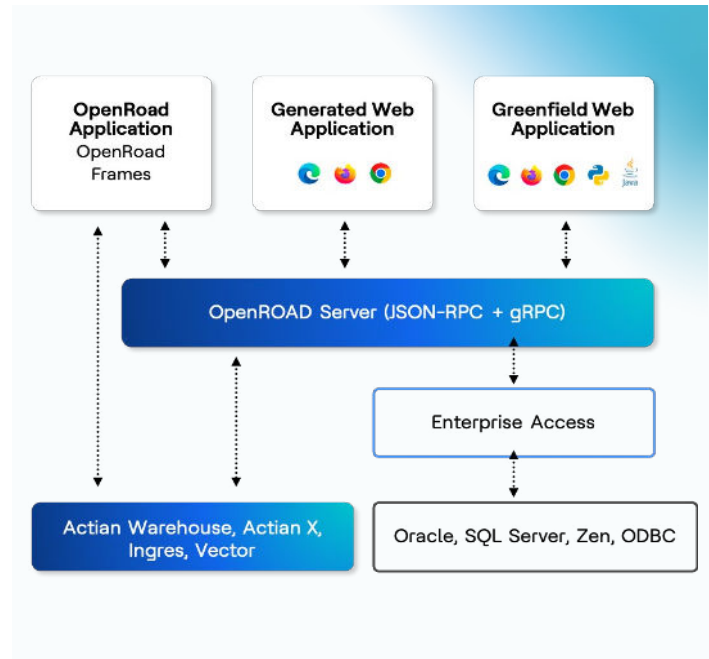 OpenRoad
Application
OpenRoad
Frames
Generated Web
Application
Greenfield Web
Application
Java
OpenROAD Server (JSON-RPC + gRPC)
Enterprise Access
Actian Warehouse, Actian X,
Ingres, Vector
Oracle, SQL Server, Zen, ODBC